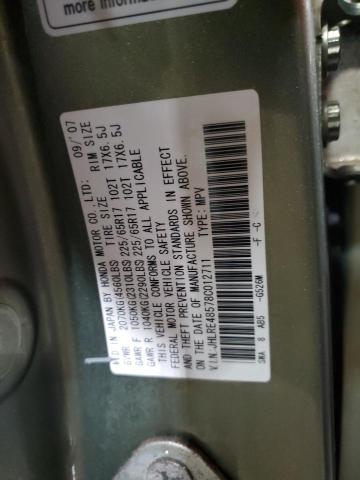 more informa
MFD IN JAPAN BY HONDA MOTOR CO., LTD. 09/'07
TIRE SIZE RIM SIZE
GVWR 2070KG(4560LBS)
GAWR F 1050KG(2310LBS) 225/65R17 102T 17X6.5J
GAWR R 1040KG(2290LBS) 225/65R17 102T 17X6.5J
THIS VEHICLE CONFORMS TO ALL APPLICABLE
FEDERAL MOTOR VEHICLE SAFETY
AND THEFT PREVENTION STANDARDS IN EFFECT
ON THE DATE OF MANUFACTURE SHOWN ABOVE.
V.I.N. JHLRE48578C012711 TYPE: MPV
SWA 8 AB5 -G526M -F -C